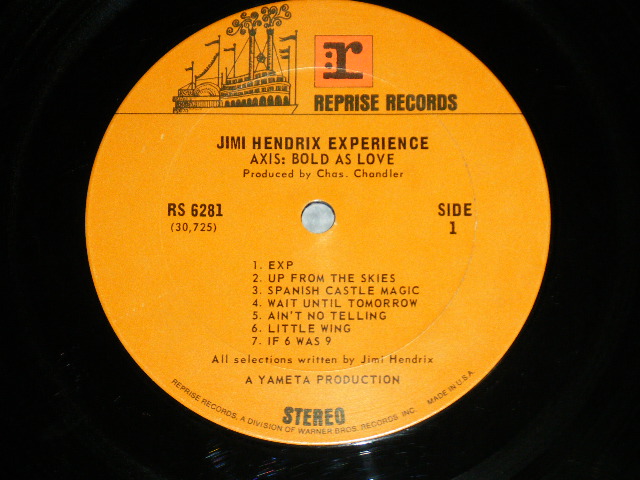 r
REPRISE RECORDS
JIMI HENDRIX EXPERIENCE
AXIS: BOLD AS LOVE
Produced by Chas. Chandler
RS 6281
(30,725)
SIDE
1
1. EXP
2. UP FROM THE SKIES
3. SPANISH CASTLE MAGIC
4. WAIT UNTIL TOMORROW
5. AIN'T NO TELLING
6. LITTLE WING
7. IF 6 WAS 9
All selections written by Jimi Hendrix
A YAMETA PRODUCTION
STEREO
REPRISE RECORDS, A DIVISION OF WARNER BROS. RECORDS, INC. MADE IN U.S.A.